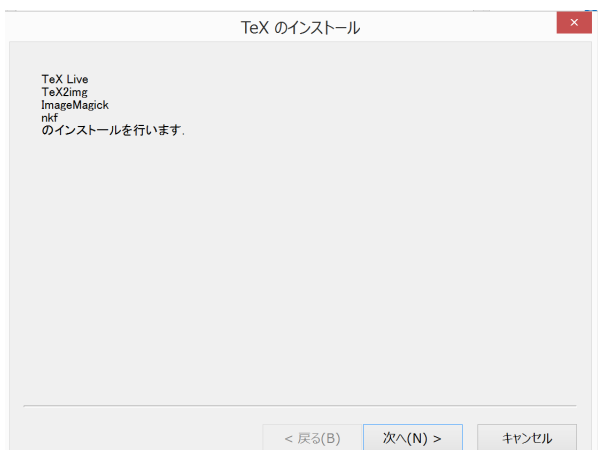 TeX のインストール
TeX Live
TeX2img
ImageMagick
nkf
のインストールを行います.
< 戻る(B)
次へ(N) >
キャンセル